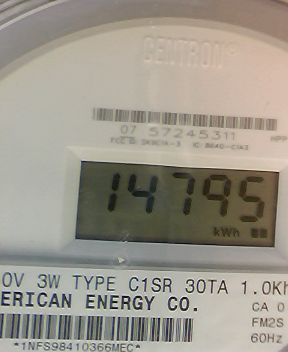 CENTRON®
07 57245311
14795
kWh
0V 3W TYPE C1SR 30TA 1.0Kh
ERICAN ENERGY CO.
CA 0
FM2S
60Hz
*1NFS98410366MEC*